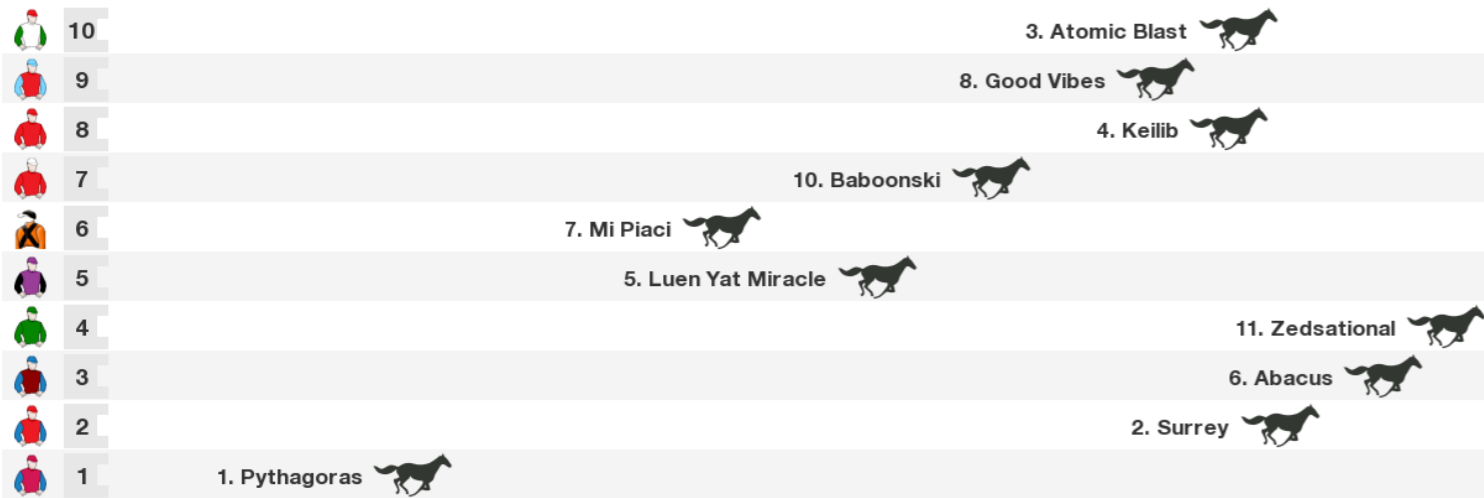 10 3. Atomic Blast
9 8. Good Vibes
8 4. Keilib
7 10. Baboonski
6 7. Mi Piaci
5 5. Luen Yat Miracle
4 11. Zedsational
3 6. Abacus
2 2. Surrey
1 1. Pythagoras